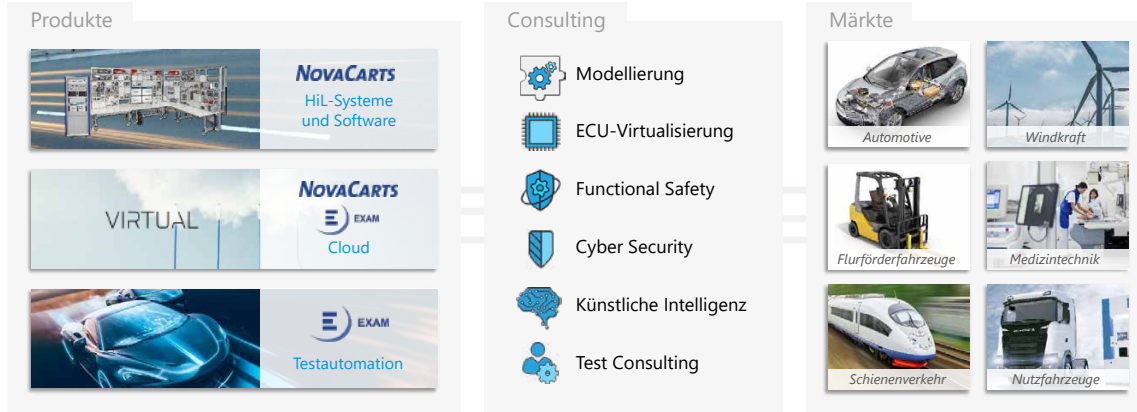 Produkte
NovaCarts
HiL-Systeme
und Software
VIRTUAL
NovaCarts
EXAM
Cloud
EXAM
Testautomation
Consulting
Modellierung
ECU-Virtualisierung
Functional Safety
Cyber Security
Künstliche Intelligenz
Test Consulting
Märkte
Automotive
Windkraft
Flurförderfahrzeuge
Medizintechnik
Schienenverkehr
Nutzfahrzeuge